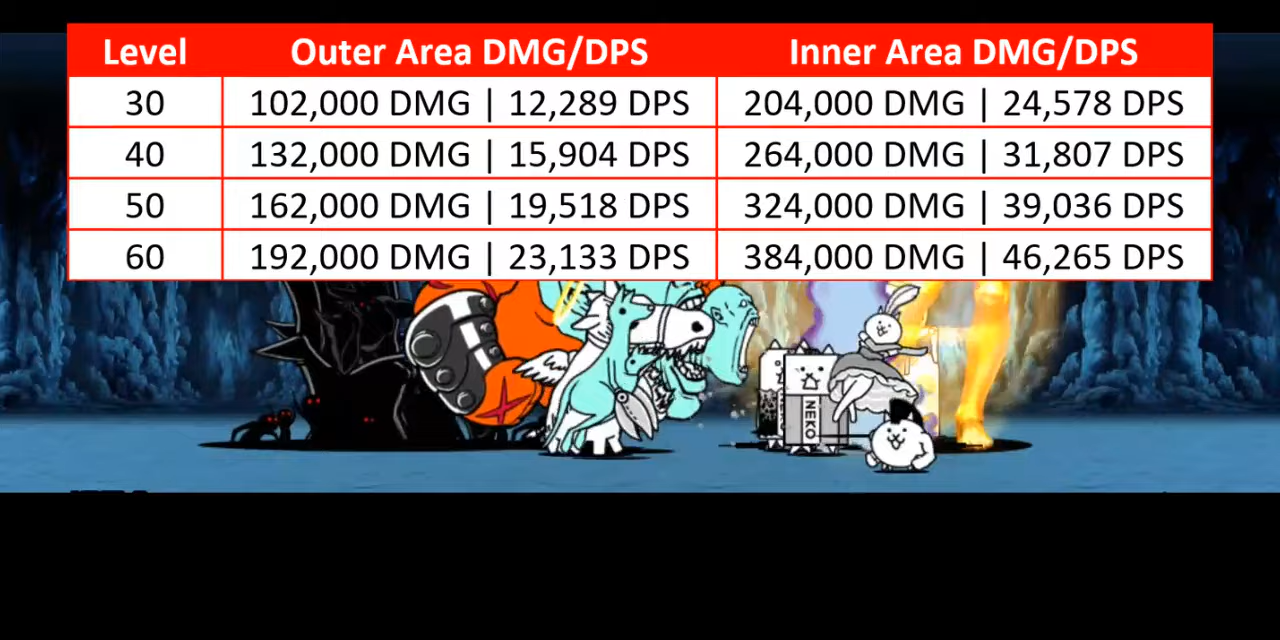 Level Outer Area DMG/DPS Inner Area DMG/DPS
30 102,000 DMG | 12,289 DPS 204,000 DMG | 24,578 DPS
40 132,000 DMG | 15,904 DPS 264,000 DMG | 31,807 DPS
50 162,000 DMG | 19,518 DPS 324,000 DMG | 39,036 DPS
60 192,000 DMG | 23,133 DPS 384,000 DMG | 46,265 DPS
NEKO